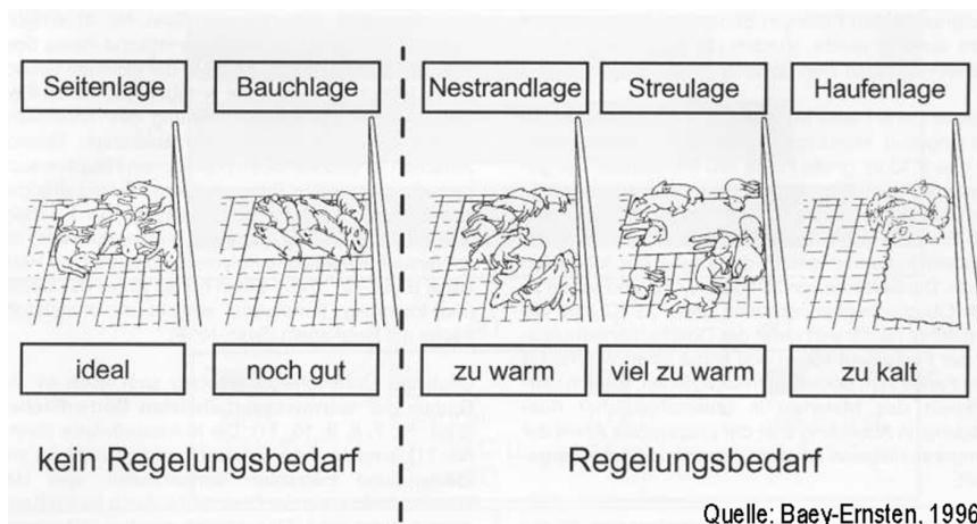 Seitenlage
Bauchlage
Nestrandlage
Streulage
Haufenlage
ideal
noch gut
zu warm
viel zu warm
zu kalt
kein Regelungsbedarf
Regelungsbedarf
Quelle: Baey-Ernsten, 1996